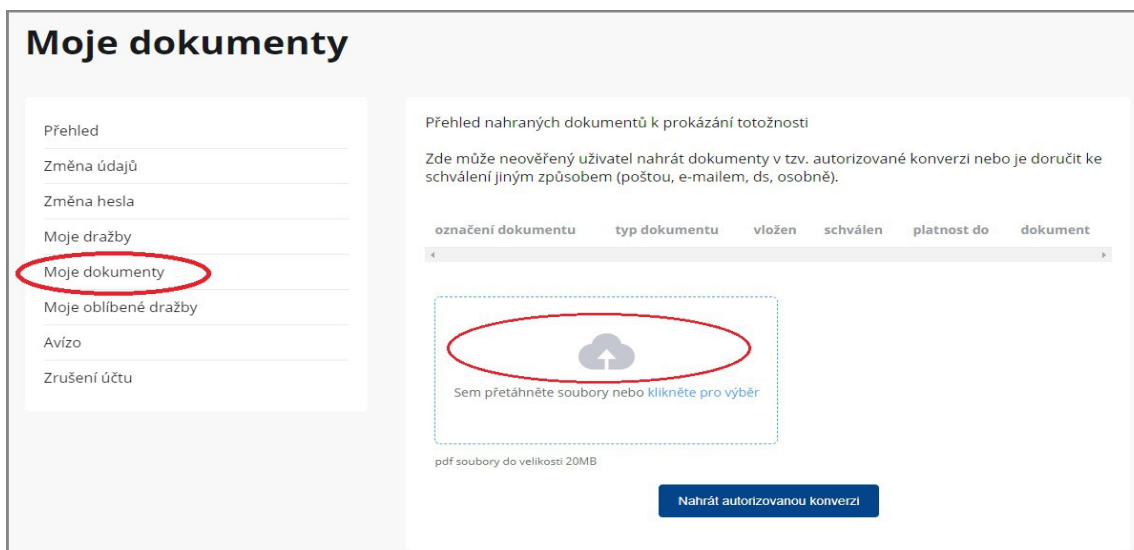 Moje dokumenty
Přehled
Změna údajů
Změna hesla
Moje dražby
Moje dokumenty
Moje oblíbené dražby
Avízo
Zrušení účtu
Přehled nahraných dokumentů k prokázání totožnosti
Zde může neověřený uživatel nahrát dokumenty v tzv. autorizované konverzi nebo je doručit ke
schválení jiným způsobem (poštou, e-mailem, ds, osobně).
označení dokumentu typ dokumentu vložen schválen platnost do dokument
Sem přetáhněte soubory nebo klikněte pro výběr
pdf soubory do velikosti 20MB
Nahrát autorizovanou konverzi